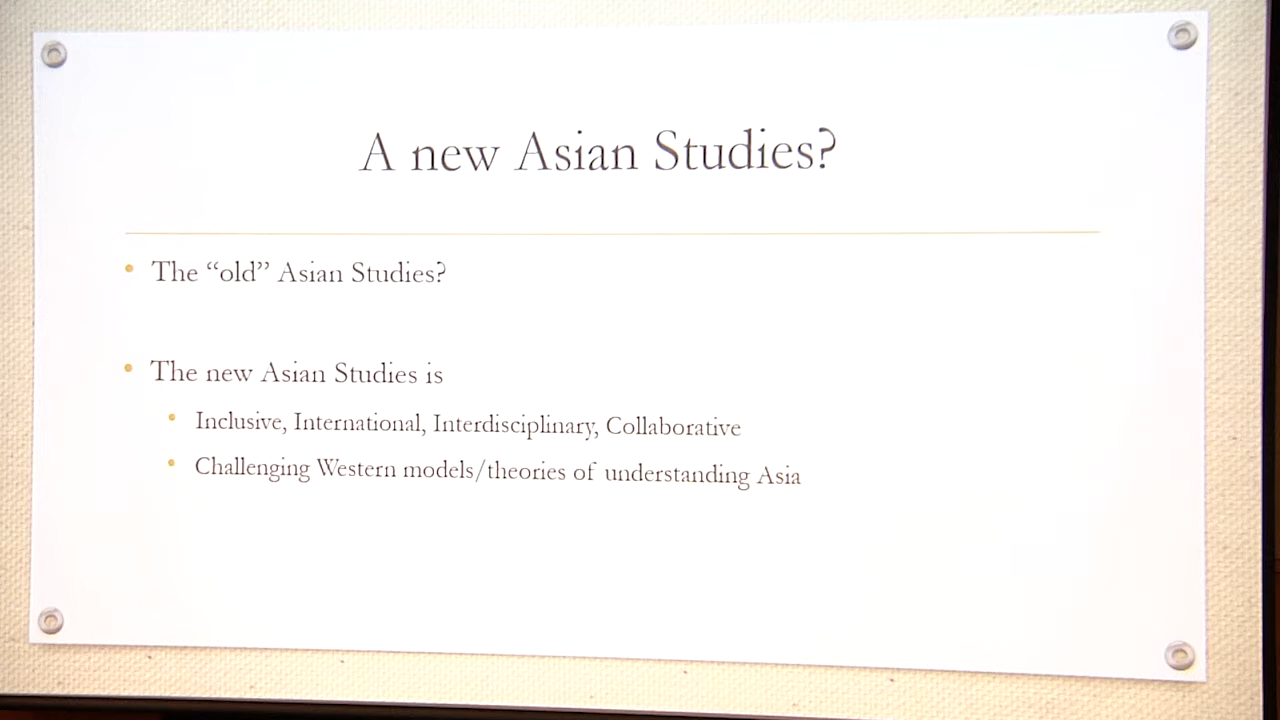 A new Asian Studies?
• The “old” Asian Studies?
• The new Asian Studies is
• Inclusive, International, Interdisciplinary, Collaborative
• Challenging Western models/theories of understanding Asia